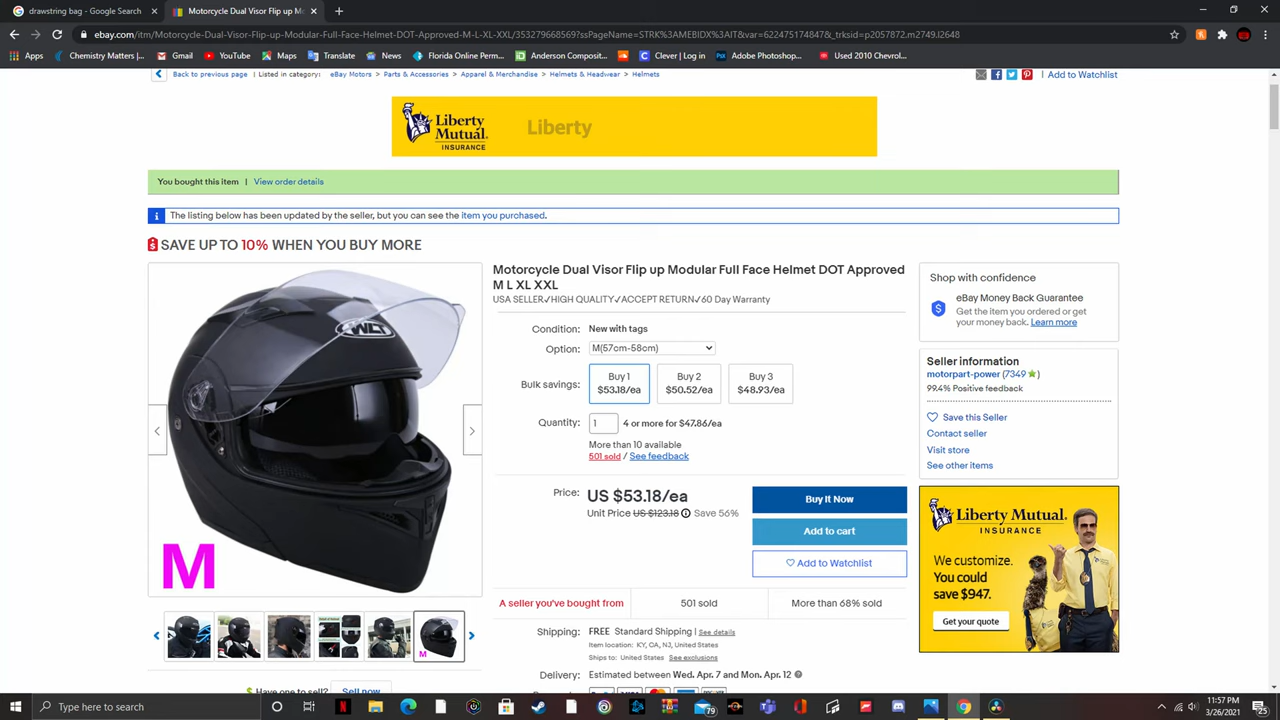 drawstring bag - Google Search
Motorcycle Dual Visor Flip up Mo
ebay.com/itm/Motorcycle-Dual-Visor-Flip-up-Modular-Full-Face-Helmet-DOT-Approved-M-L-XL-XXL/353279668569?ssPageName=STRK%3AMEBIDX%3AIT&var=622475174847&_trksid=p2057872.m2749.l2648
Apps Chemistry Matters |... Gmail YouTube Maps Translate News Florida Online Perm... Anderson Composit... Clever | Log in Adobe Photoshop... Used 2010 Chevrol...
Back to previous page | Listed in category: eBay Motors > Parts & Accessories > Apparel & Merchandise > Helmets & Headwear > Helmets | Add to Watchlist
Liberty Mutual. INSURANCE Liberty
You bought this item | View order details
The listing below has been updated by the seller, but you can see the item you purchased.
SAVE UP TO 10% WHEN YOU BUY MORE
Motorcycle Dual Visor Flip up Modular Full Face Helmet DOT Approved
M L XL XXL
USA SELLER✓HIGH QUALITY✓ACCEPT RETURN✓60 Day Warranty
Condition: New with tags
Option: M(57cm-58cm)
Bulk savings: Buy 1 Buy 2 Buy 3
$53.18/ea $50.52/ea $48.93/ea
Quantity: 1 4 or more for $47.86/ea
More than 10 available
501 sold / See feedback
Price: US $53.18/ea
Unit Price US $123.18 Save 56%
Buy It Now
Add to cart
Add to Watchlist
A seller you've bought from 501 sold More than 68% sold
Shipping: FREE Standard Shipping | See details
Item location: KY, CA, NJ, United States
Ships to: United States See exclusions
Delivery: Estimated between Wed. Apr. 7 and Mon. Apr. 12
WLT
M
M
Have one to sell? Sell now
Shop with confidence
eBay Money Back Guarantee
Get the item you ordered or get
your money back. Learn more
Seller information
motorpart-power (7349)
99.4% Positive feedback
Save this Seller
Contact seller
Visit store
See other items
Liberty Mutual.
INSURANCE
We customize.
You could
save $947.
Get your quote
Type here to search
79
11:57 PM
3/26/2021